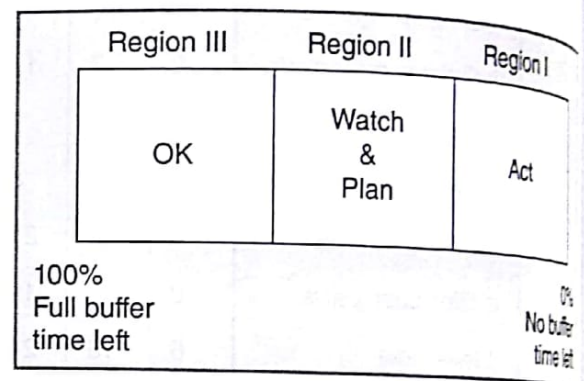 Region III Region II Region I
OK
Watch
&
Plan
Act
100%
Full buffer
time left
0%
No buffer
time left